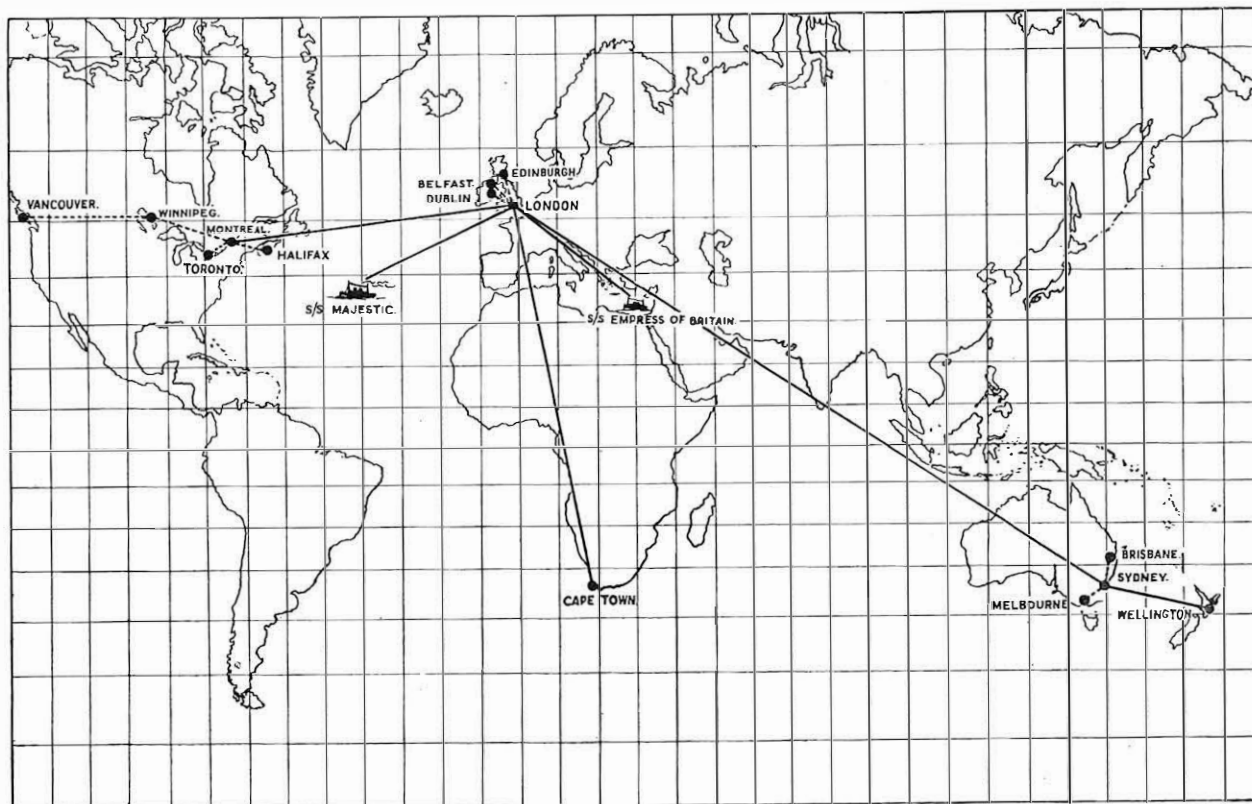 EDINBURGH
BELFAST.
DUBLIN
LONDON
VANCOUVER.
WINNIPEG.
MONTREAL.
HALIFAX
TORONTO.
S/S MAJESTIC.
S/S EMPRESS OF BRITAIN.
BRISBANE.
SYDNEY.
CAPE TOWN.
MELBOURNE
WELLINGTON